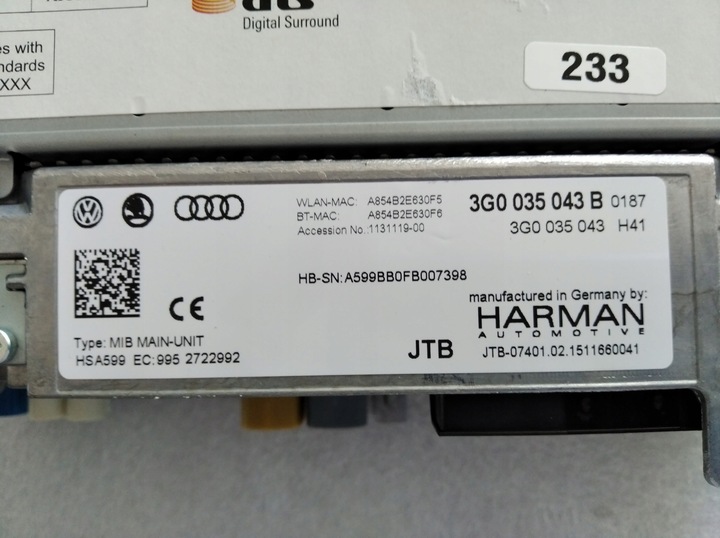 Digital Surround
es with
ndards
XXX
233
WLAN-MAC: A854B2E630F5
BT-MAC: A854B2E630F6
Accession No.:1131119-00
3G0 035 043 B 0187
3G0 035 043 H41
HB-SN:A599BB0FB007398
Type: MIB MAIN-UNIT
HSA599 EC:995 2722992
JTB
manufactured in Germany by:
HARMAN
AUTOMOTIVE
JTB-07401.02.1511660041